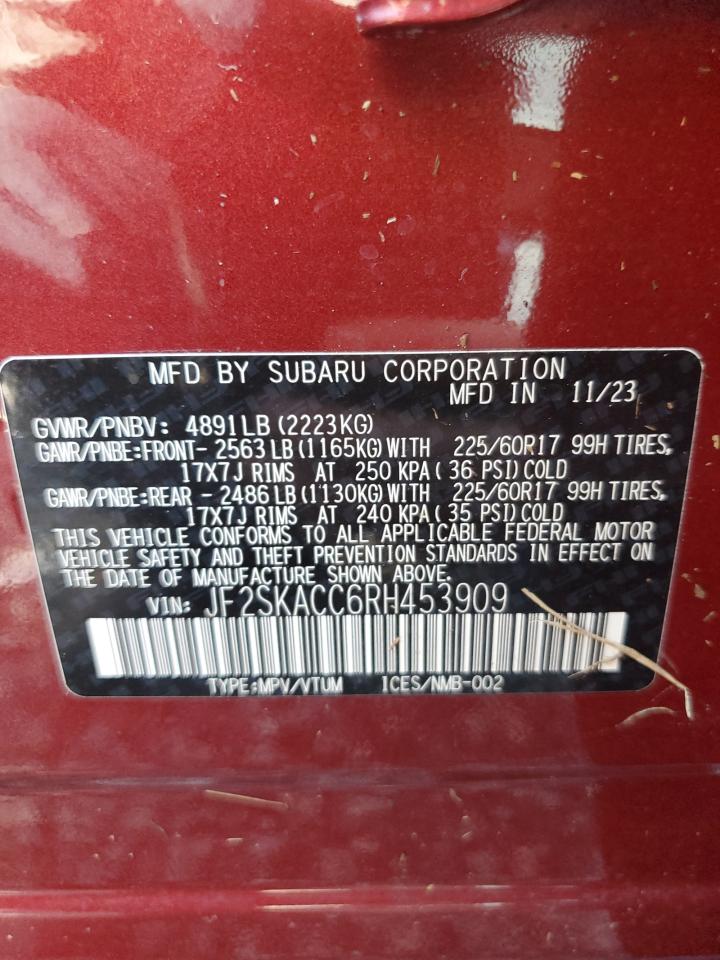 MFD BY SUBARU CORPORATION
MFD IN 11/23
GVWR/PNBV: 4891LB (2223KG)
GAWR/PNBE:FRONT- 2563LB (1165KG)WITH 225/60R17 99H TIRES,
17X7J RIMS AT 250 KPA( 36 PSI)COLD
GAWR/PNBE:REAR - 2486LB (1130KG)WITH 225/60R17 99H TIRES,
17X7J RIMS AT 240 KPA( 35 PSI)COLD
THIS VEHICLE CONFORMS TO ALL APPLICABLE FEDERAL MOTOR
VEHICLE SAFETY AND THEFT PREVENTION STANDARDS IN EFFECT ON
THE DATE OF MANUFACTURE SHOWN ABOVE.
VIN: JF2SKACC6RH453909
TYPE:MPV/VTUM ICES/NMB-002